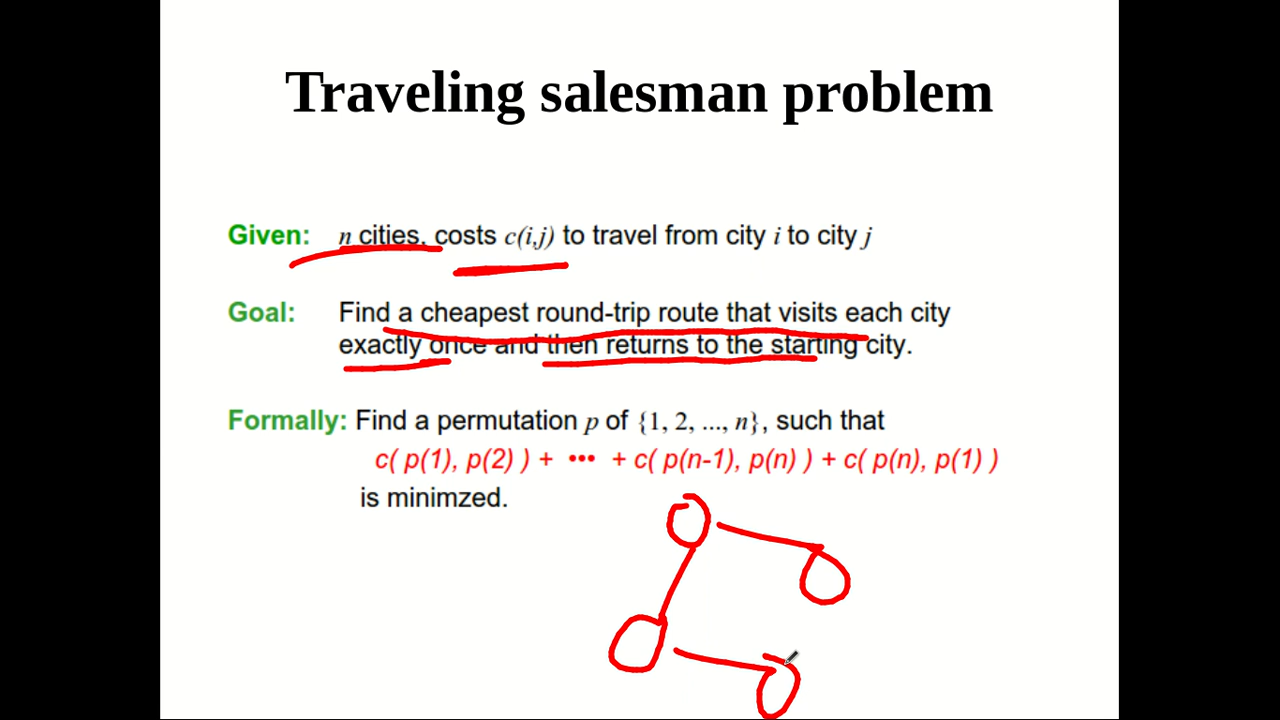 Traveling salesman problem
Given: n cities, costs c(i,j) to travel from city i to city j
Goal: Find a cheapest round-trip route that visits each city
exactly once and then returns to the starting city.
Formally: Find a permutation p of {1, 2, ..., n}, such that
c( p(1), p(2) ) + ••• + c( p(n-1), p(n) ) + c( p(n), p(1) )
is minimzed.